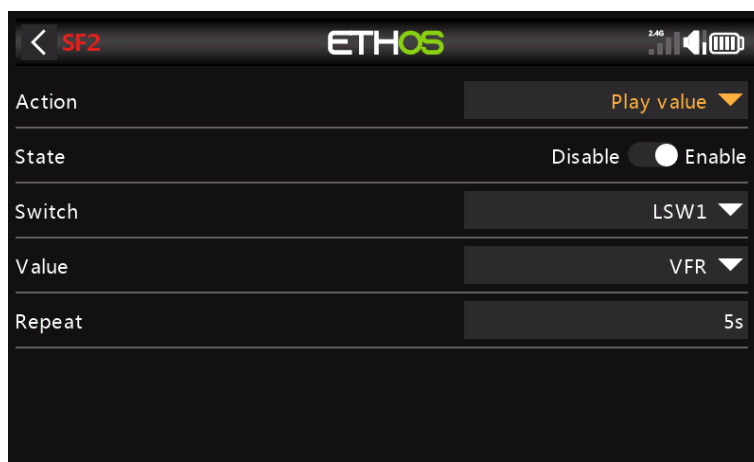 SF2 ETHOS 2.4G
Action Play value
State Disable Enable
Switch LSW1
Value VFR
Repeat 5s